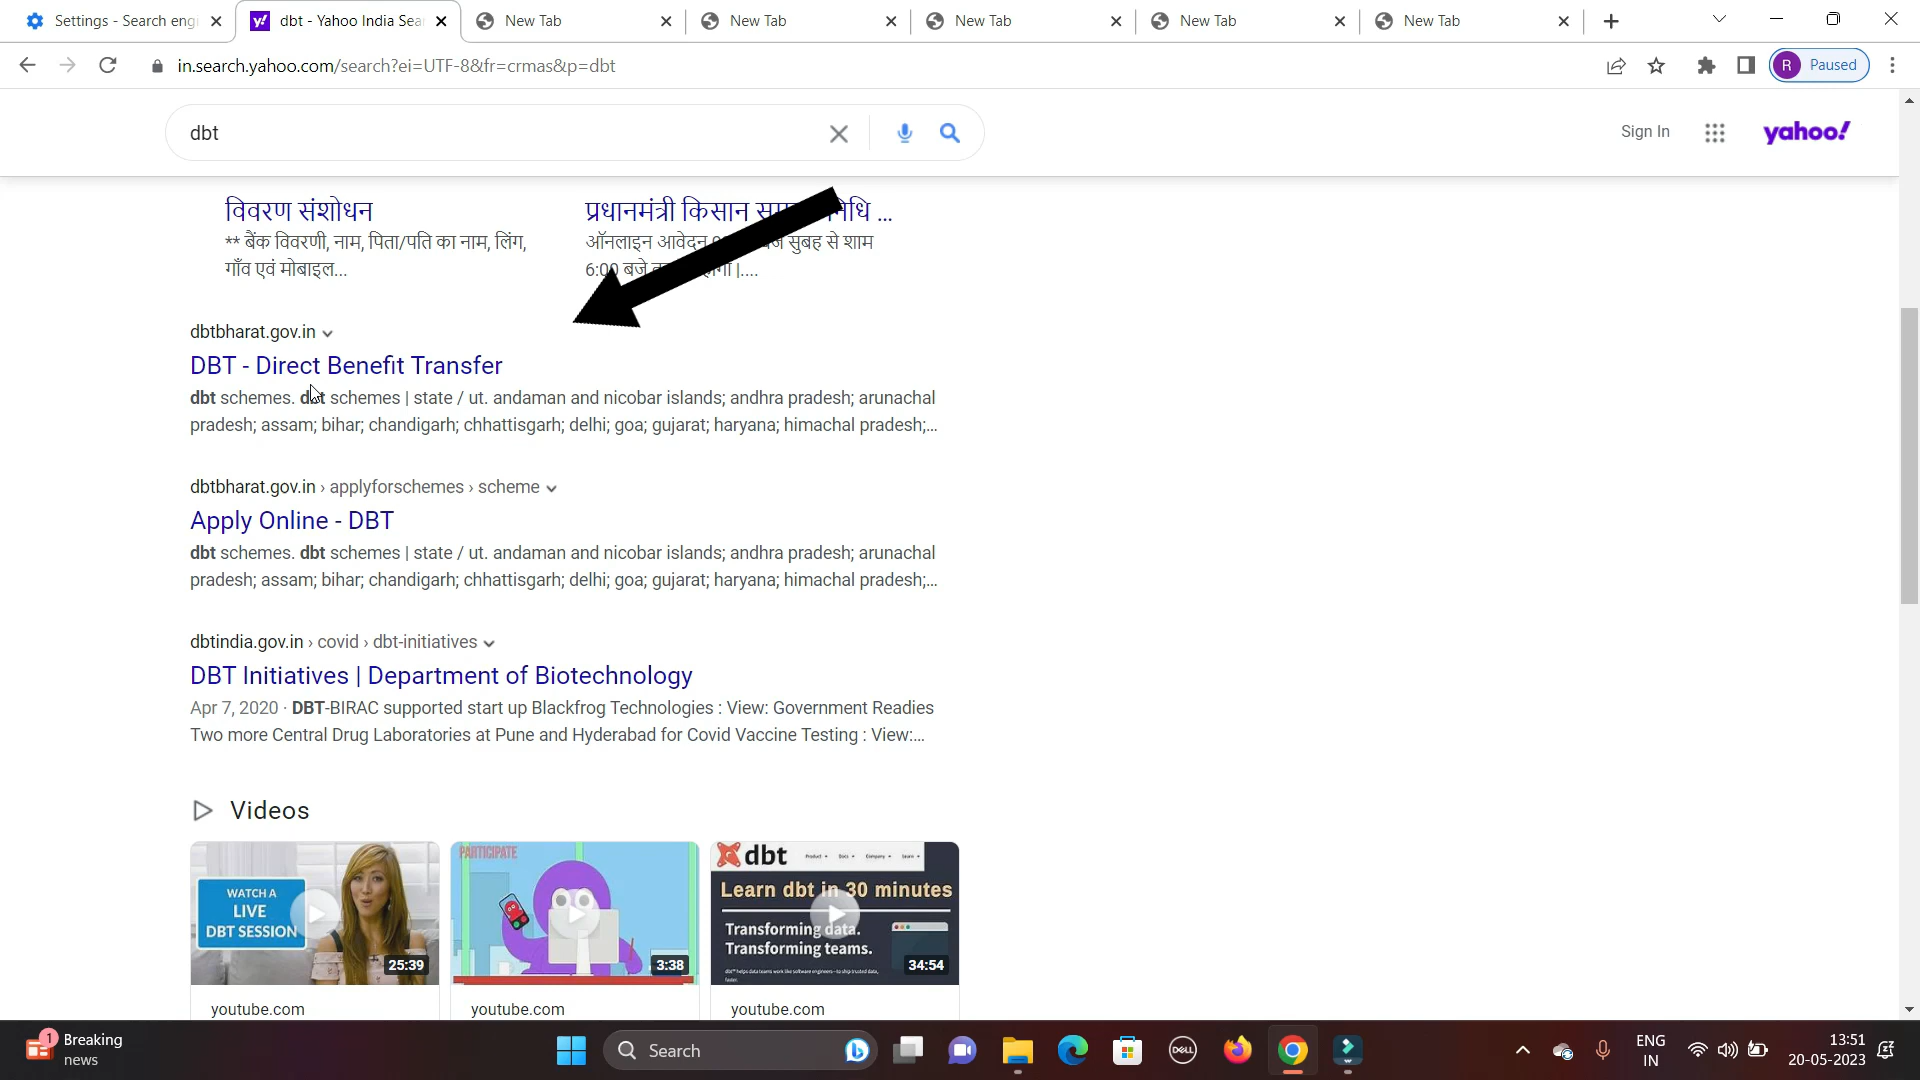 Settings - Search engi
dbt - Yahoo India Sear
New Tab
New Tab
New Tab
New Tab
New Tab
in.search.yahoo.com/search?ei=UTF-8&fr=crmas&p=dbt
R Paused
dbt
Sign In
yahoo!
विवरण संशोधन
** बैंक विवरणी, नाम, पिता/पति का नाम, लिंग,
गाँव एवं मोबाइल...
प्रधानमंत्री किसान ...
ऑनलाइन आवेदन सुबह से शाम
6:00 बजे |....
dbtbharat.gov.in
DBT - Direct Benefit Transfer
dbt schemes. dbt schemes | state / ut. andaman and nicobar islands; andhra pradesh; arunachal
pradesh; assam; bihar; chandigarh; chhattisgarh; delhi; goa; gujarat; haryana; himachal pradesh;...
dbtbharat.gov.in › applyforschemes › scheme
Apply Online - DBT
dbt schemes. dbt schemes | state / ut. andaman and nicobar islands; andhra pradesh; arunachal
pradesh; assam; bihar; chandigarh; chhattisgarh; delhi; goa; gujarat; haryana; himachal pradesh;...
dbtindia.gov.in › covid › dbt-initiatives
DBT Initiatives | Department of Biotechnology
Apr 7, 2020 · DBT-BIRAC supported start up Blackfrog Technologies : View: Government Readies
Two more Central Drug Laboratories at Pune and Hyderabad for Covid Vaccine Testing : View:...
Videos
WATCH A
LIVE
DBT SESSION
25:39
youtube.com
PARTICIPATE
3:38
youtube.com
dbt
Product Docs Company Learn
Learn dbt in 30 minutes
Transforming data.
Transforming teams.
34:54
youtube.com
1
Breaking
news
Search
DELL
ENG
IN
13:51
20-05-2023